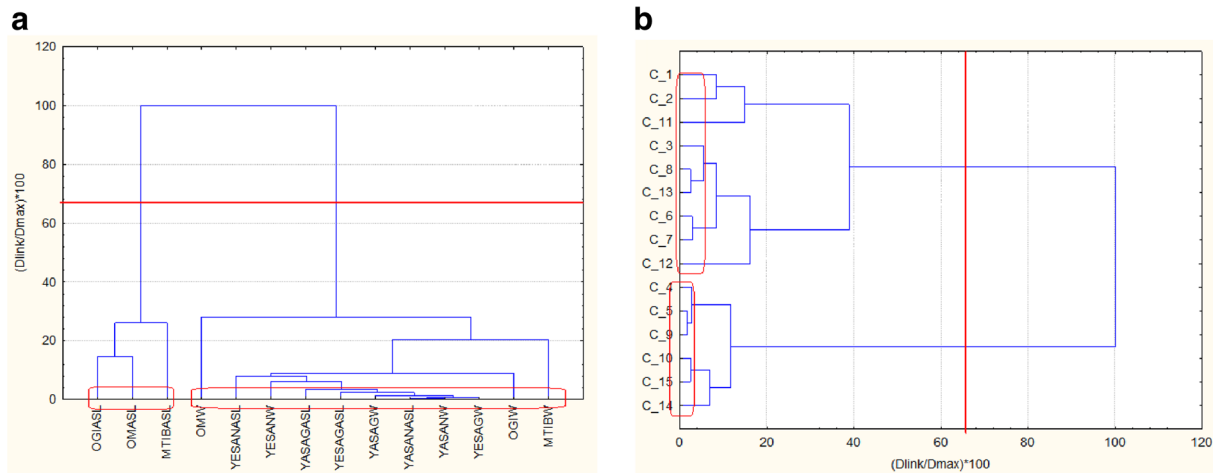 a
b
120
100
80
60
40
20
0
(Dlink/Dmax)*100
OGIASL
OMASL
MTIBASL
OMW
YESANASL
YESANW
YASAGASL
YESAGASL
YASAGW
YASANASL
YASANW
YESAGW
OGIW
MTIBW
C_1
C_2
C_11
C_3
C_8
C_13
C_6
C_7
C_12
C_4
C_5
C_9
C_10
C_15
C_14
0 20 40 60 80 100 120
(Dlink/Dmax)*100